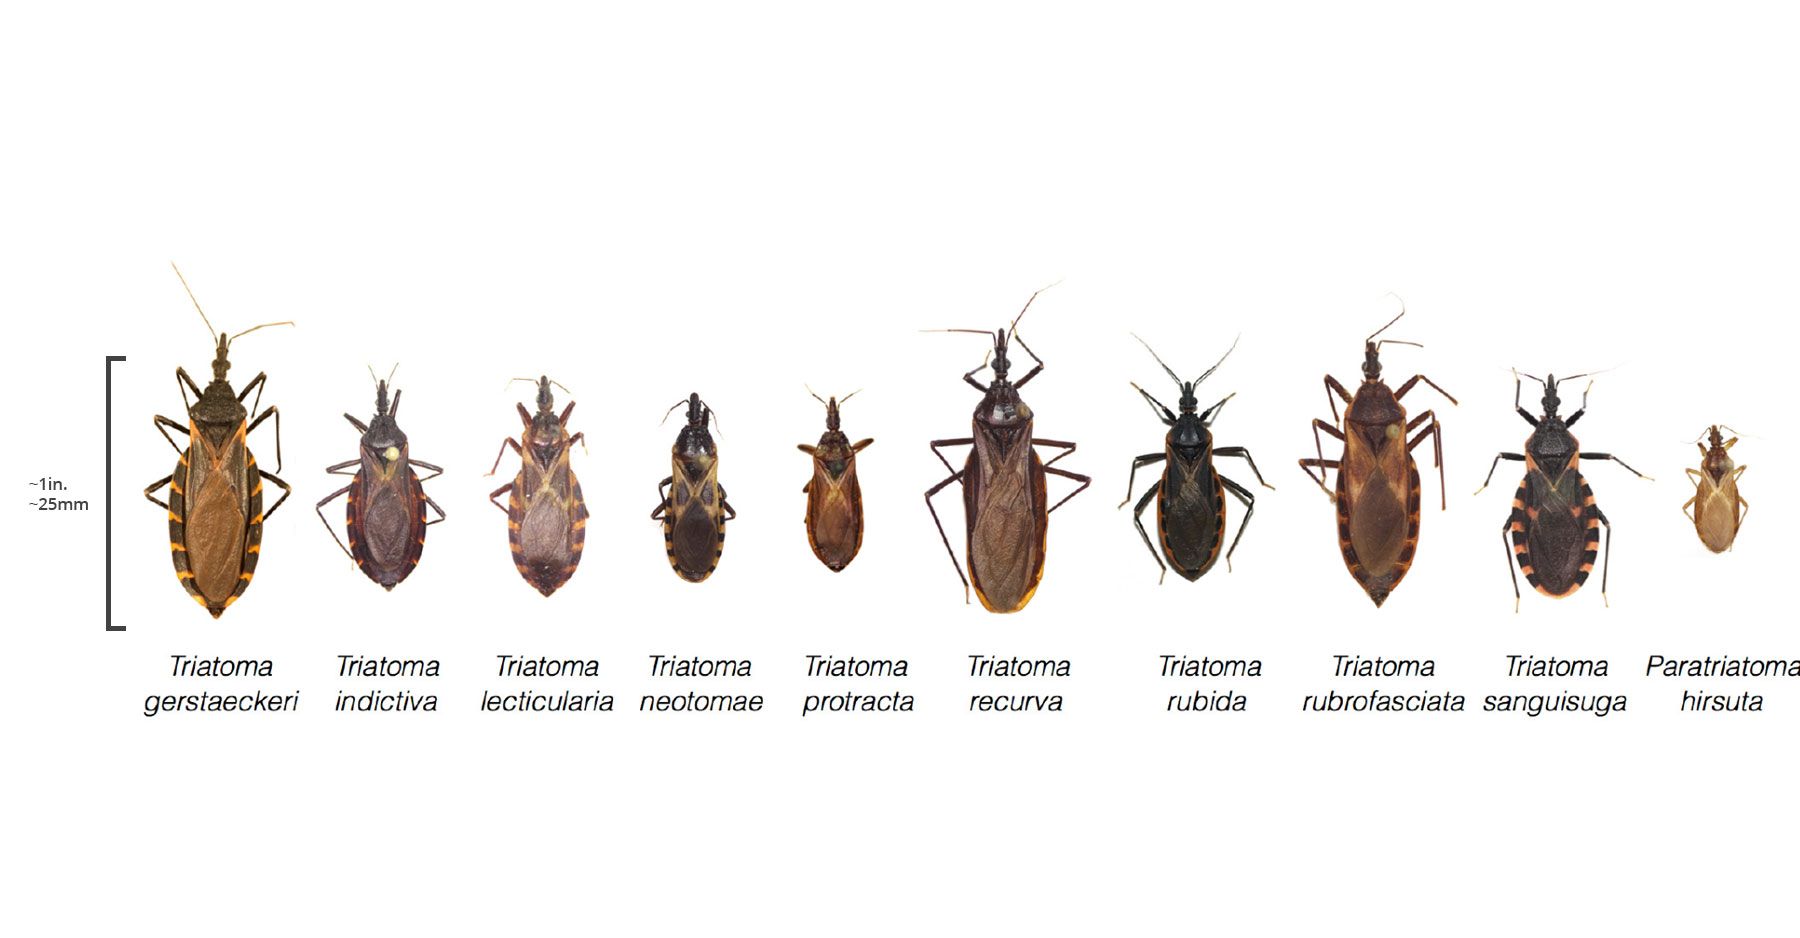 ~1in.
~25mm
Triatoma
gerstaeckeri
Triatoma
indictiva
Triatoma
lecticularia
Triatoma
neotomae
Triatoma
protracta
Triatoma
recurva
Triatoma
rubida
Triatoma
rubrofasciata
Triatoma
sanguisuga
Paratriatoma
hirsuta